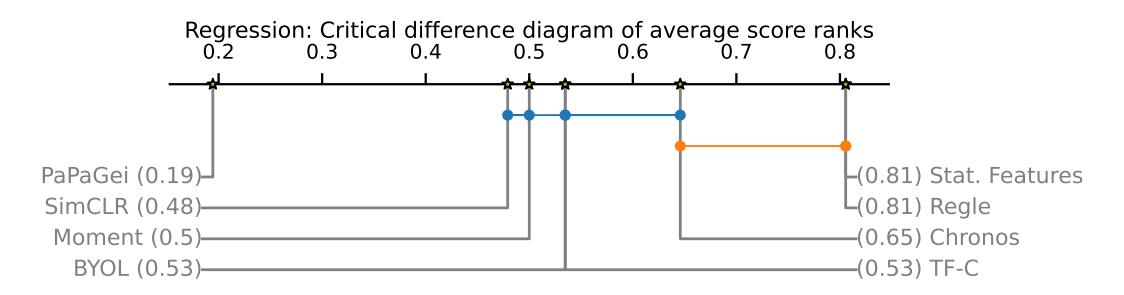 Regression: Critical difference diagram of average score ranks
0.2 0.3 0.4 0.5 0.6 0.7 0.8
PaPaGei (0.19) (0.81) Stat. Features
SimCLR (0.48) (0.81) Regle
Moment (0.5) (0.65) Chronos
BYOL (0.53) (0.53) TF-C